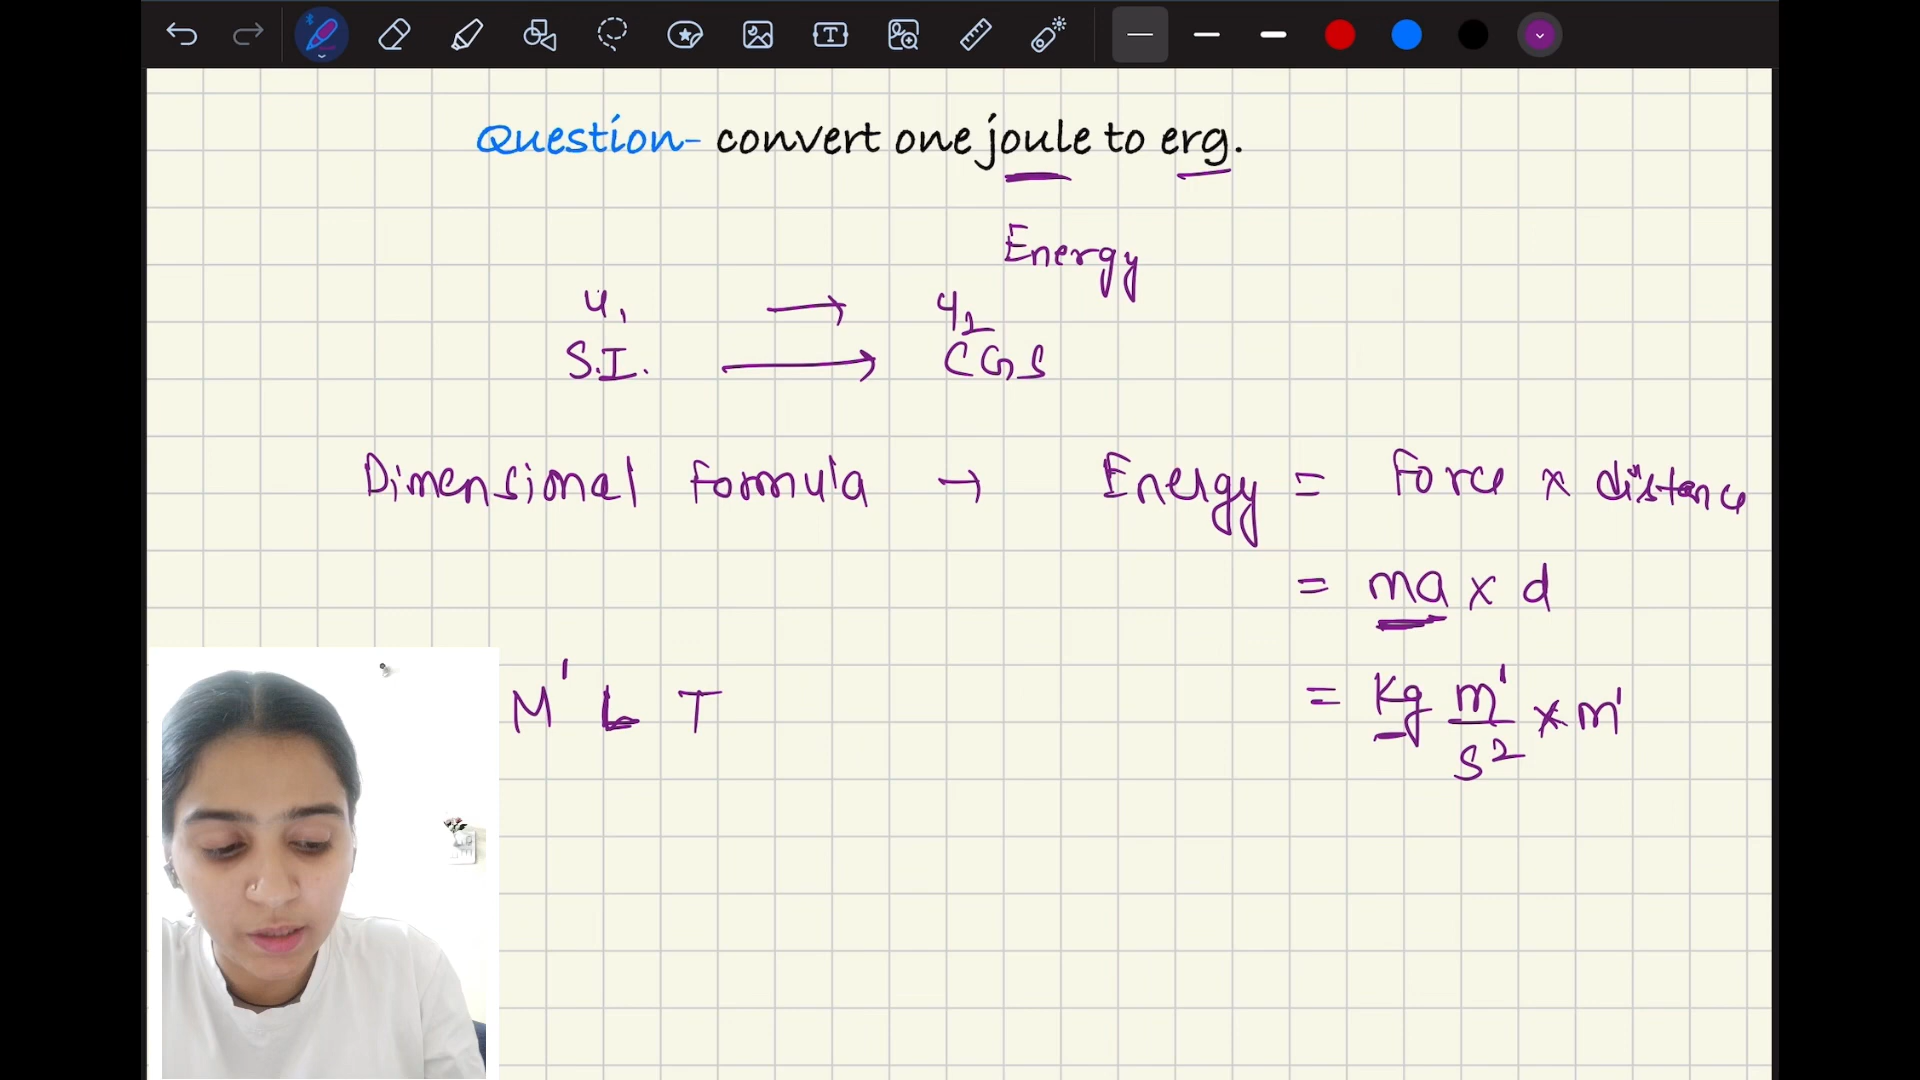 Question- convert one joule to erg.
Energy
u₁ → u₂
S.I. → CGS
Dimensional formula → Energy = Force × distance
= ma × d
M¹ L T
= Kg m¹/s² × m¹